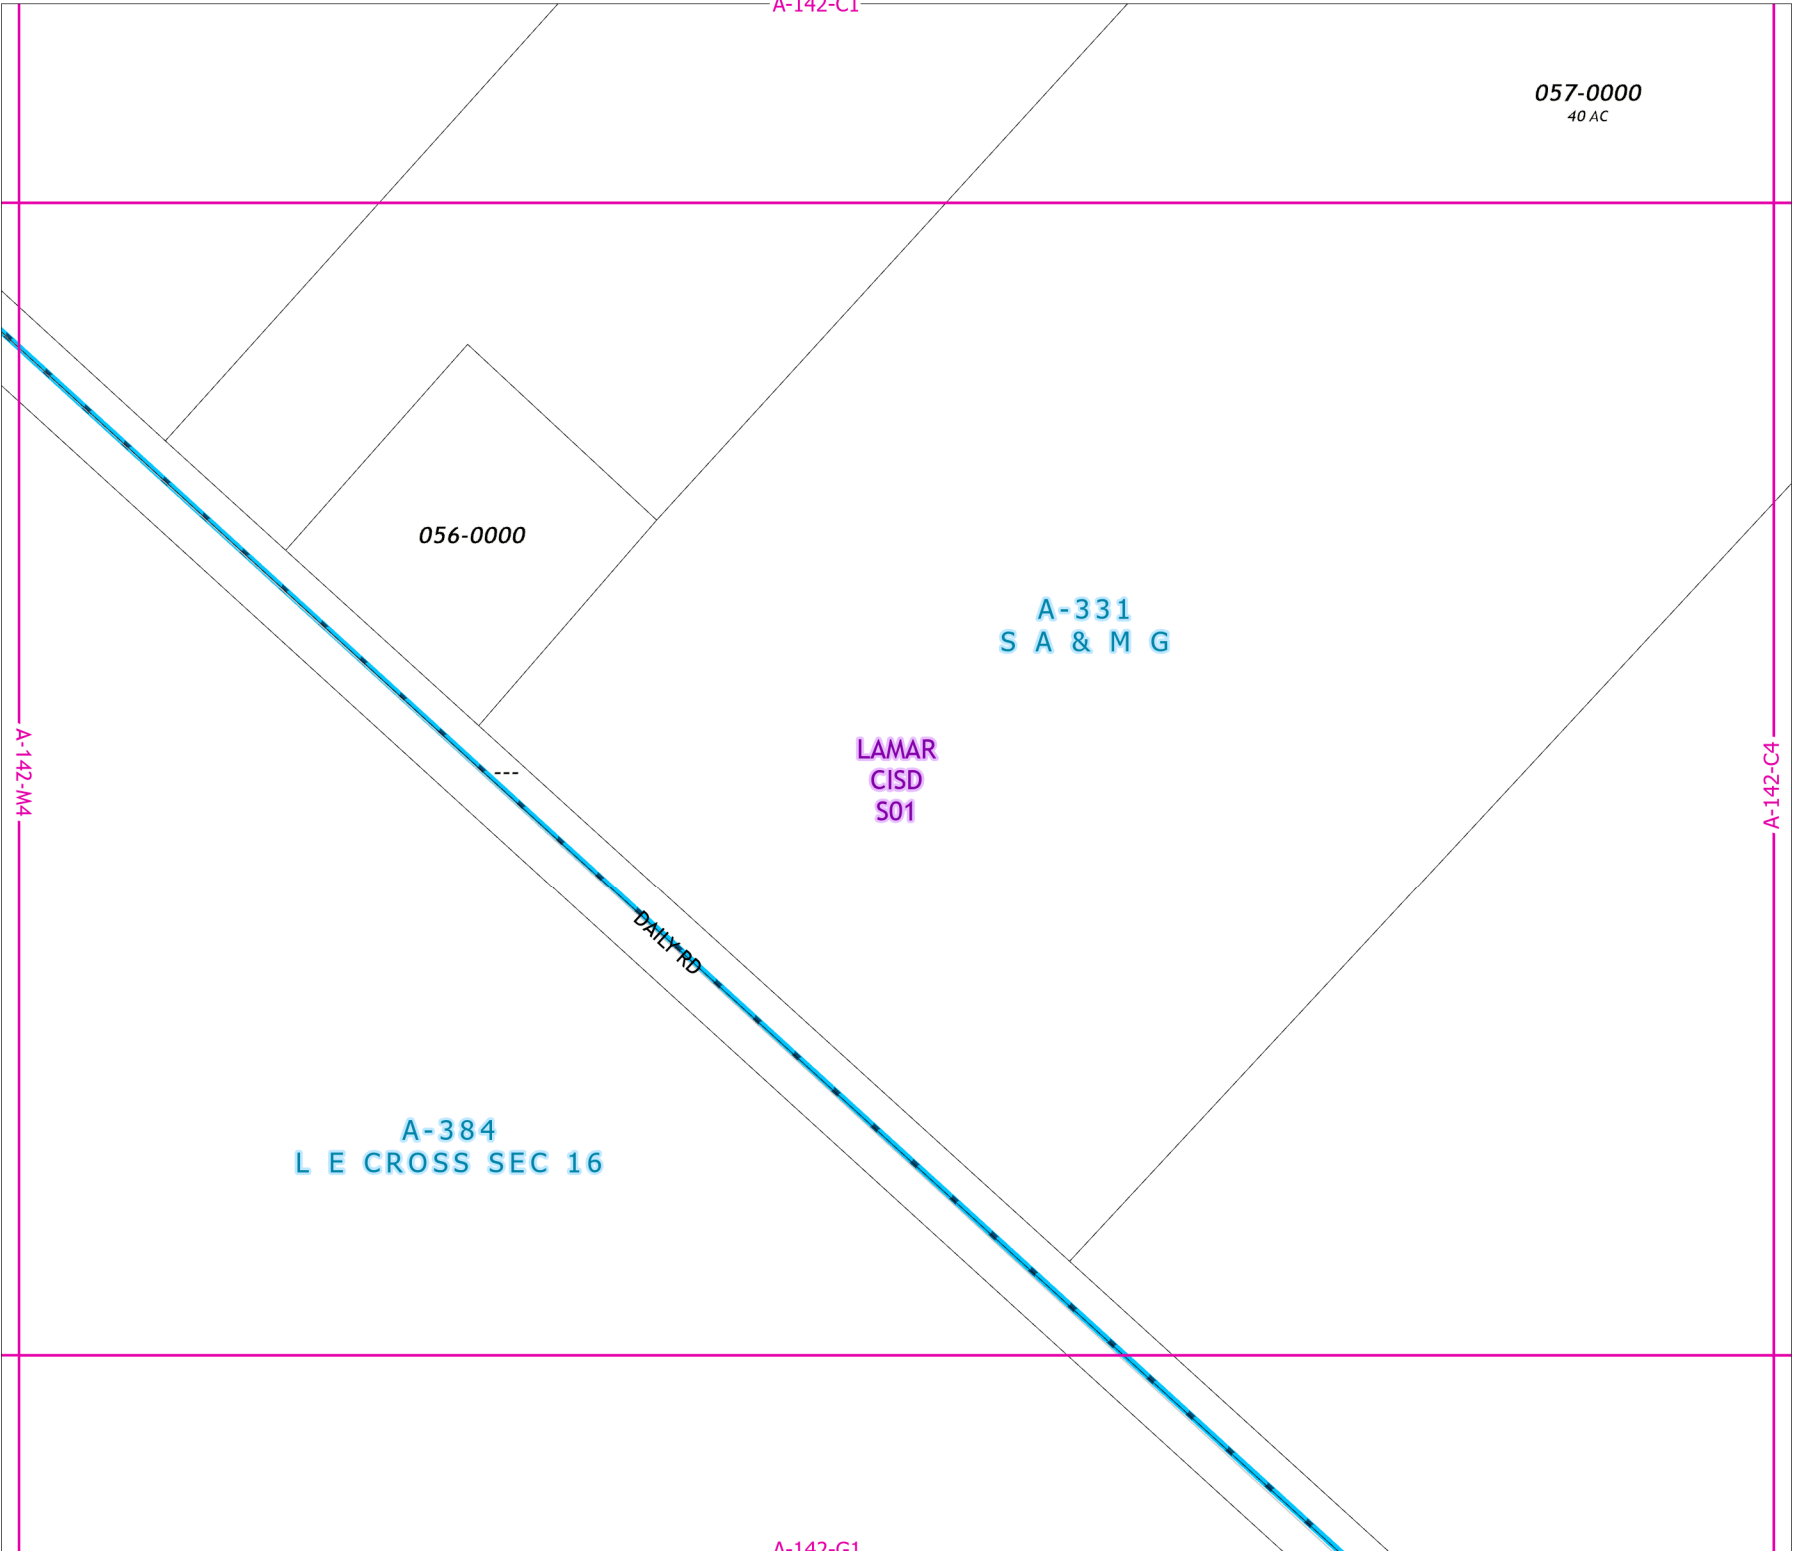 A-142-C1
057-0000
40 AC
056-0000
A-331
S A & M G
A-142-M4
LAMAR
CISD
S01
A-142-C4
---
DAILY RD
A-384
L E CROSS SEC 16
A-142-G1